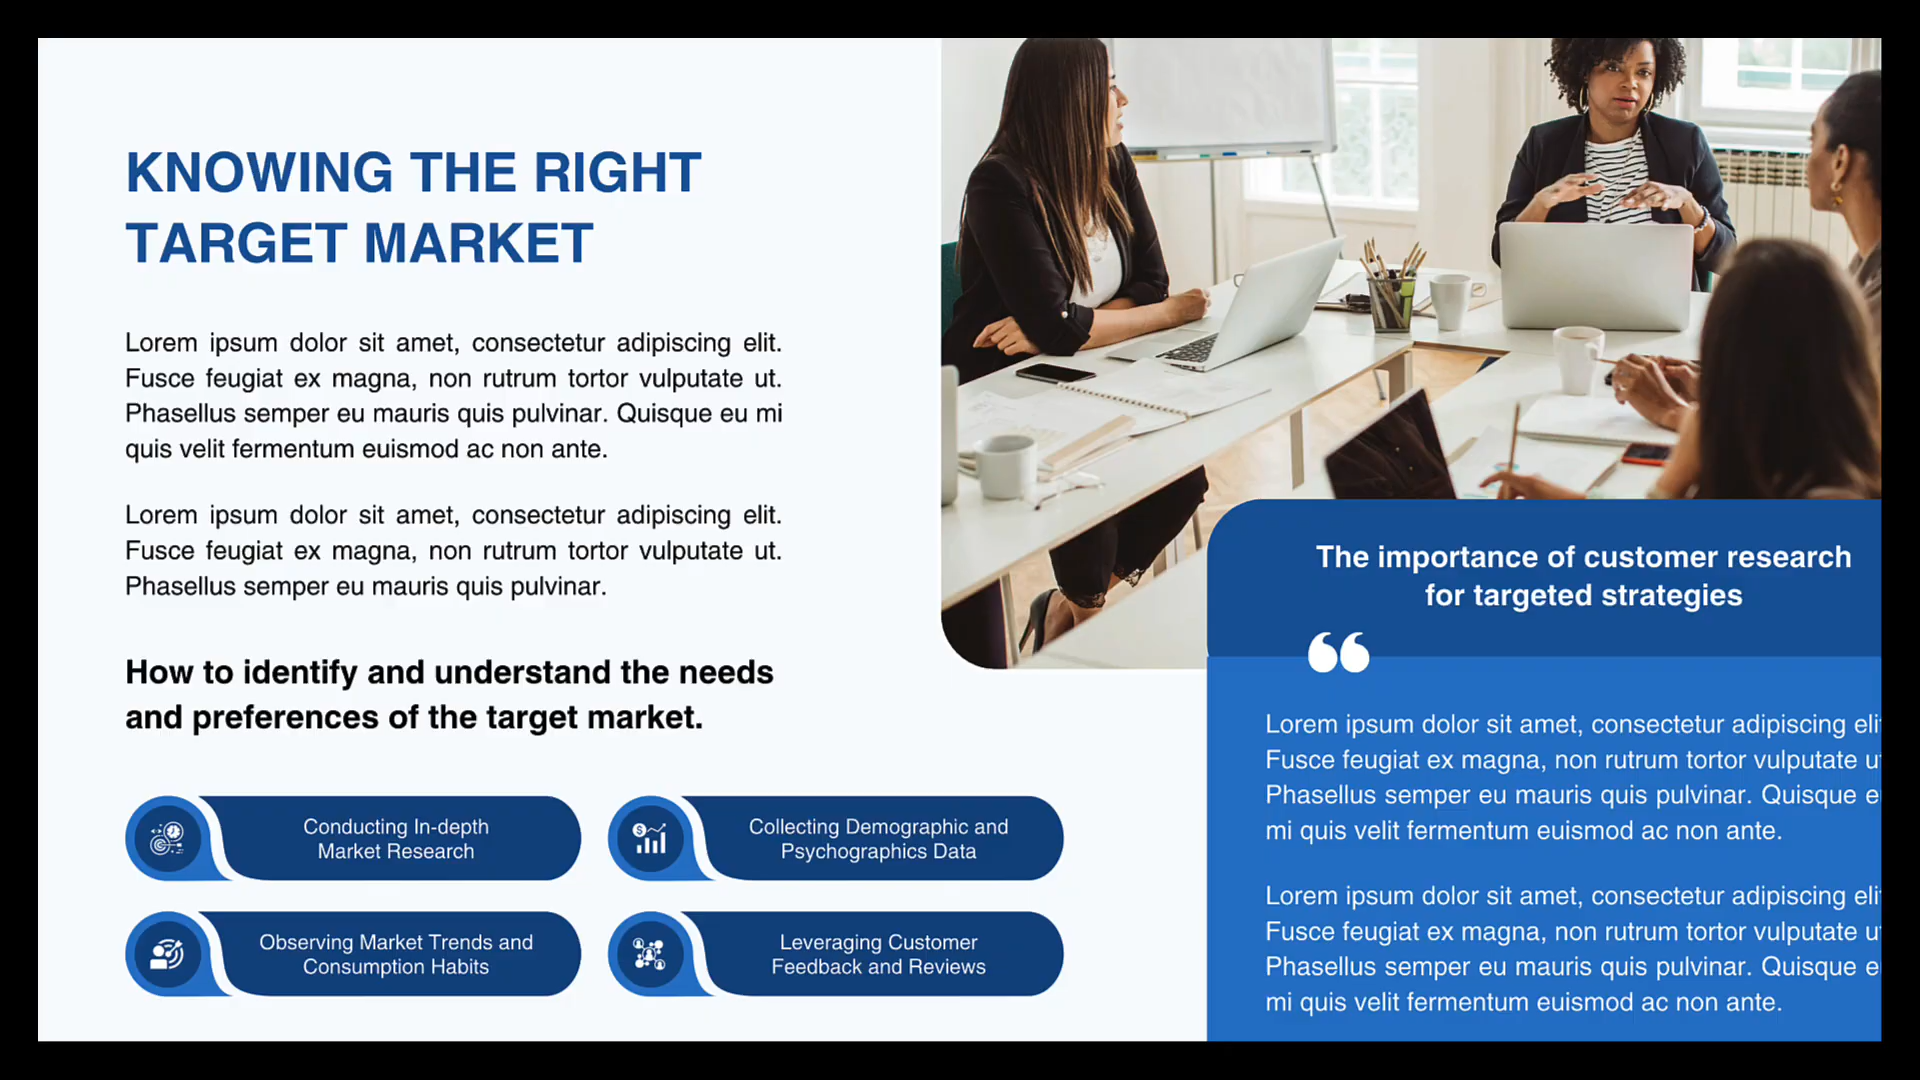 KNOWING THE RIGHT
TARGET MARKET
Lorem ipsum dolor sit amet, consectetur adipiscing elit.
Fusce feugiat ex magna, non rutrum tortor vulputate ut.
Phasellus semper eu mauris quis pulvinar. Quisque eu mi
quis velit fermentum euismod ac non ante.
Lorem ipsum dolor sit amet, consectetur adipiscing elit.
Fusce feugiat ex magna, non rutrum tortor vulputate ut.
Phasellus semper eu mauris quis pulvinar.
How to identify and understand the needs
and preferences of the target market.
Conducting In-depth
Market Research
Collecting Demographic and
Psychographics Data
Observing Market Trends and
Consumption Habits
Leveraging Customer
Feedback and Reviews
The importance of customer research
for targeted strategies
Lorem ipsum dolor sit amet, consectetur adipiscing
Fusce feugiat ex magna, non rutrum tortor vulputate
Phasellus semper eu mauris quis pulvinar. Quisque
mi quis velit fermentum euismod ac non ante.
Lorem ipsum dolor sit amet, consectetur adipiscing
Fusce feugiat ex magna, non rutrum tortor vulputate
Phasellus semper eu mauris quis pulvinar. Quisque
mi quis velit fermentum euismod ac non ante.